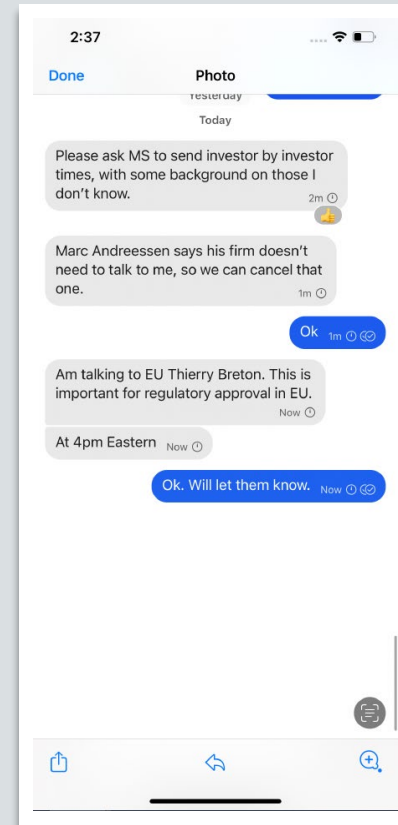 2:37
Done
Photo
Yesterday
Today
Please ask MS to send investor by investor
times, with some background on those I
don’t know.
2m
Marc Andreessen says his firm doesn’t
need to talk to me, so we can cancel that
one.
1m
Ok 1m
Am talking to EU Thierry Breton. This is
important for regulatory approval in EU.
Now
At 4pm Eastern Now
Ok. Will let them know. Now